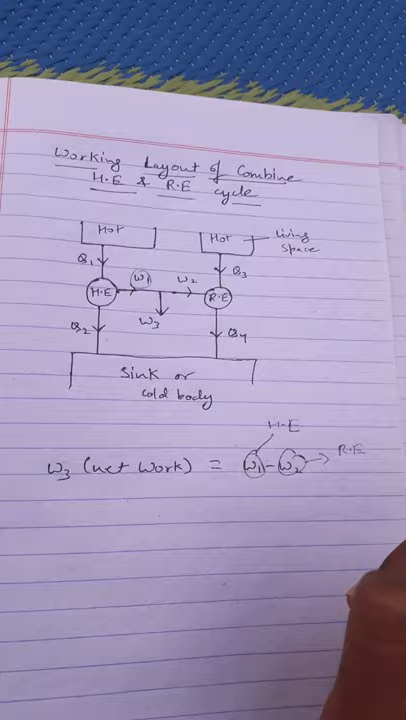 Working Layout of Combine
H.E & R.E cycle
Hot
Hot
Living
Space
Q1
Q3
W1
W2
H.E
R.E
W3
Q2
Q4
Sink or
cold body
H.E
W3 (net work) = W1 - W2
R.E